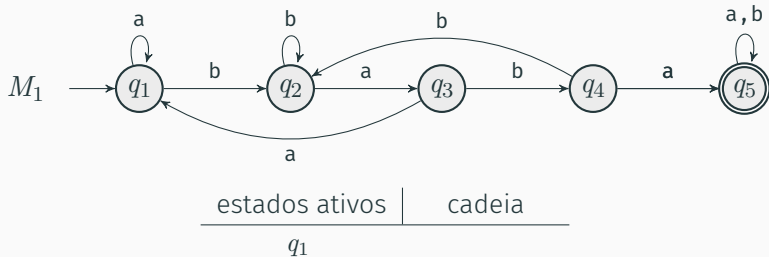 a b b a,b
M₁ q₁ b q₂ a q₃ b q₄ a q₅
a
estados ativos cadeia
q₁